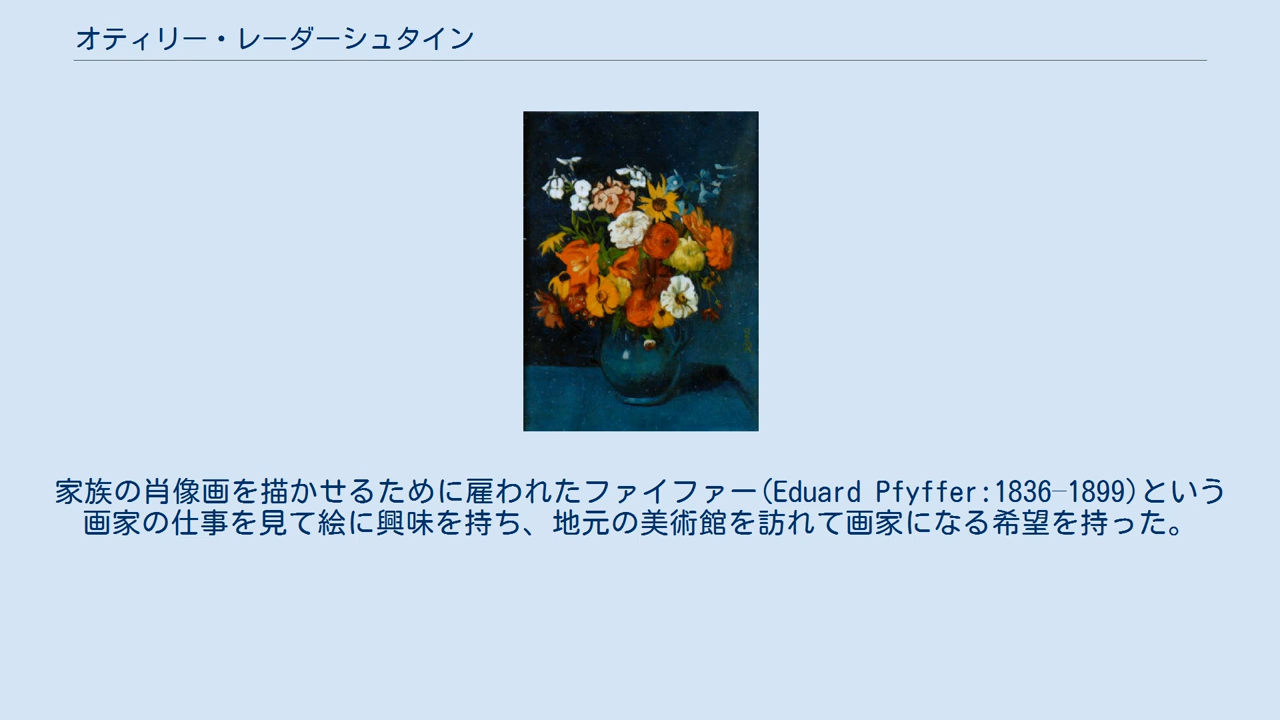 オティリー・レーダーシュタイン
家族の肖像画を描かせるために雇われたファイファー(Eduard Pfyffer:1836–1899)という
画家の仕事を見て絵に興味を持ち、地元の美術館を訪れて画家になる希望を持った。